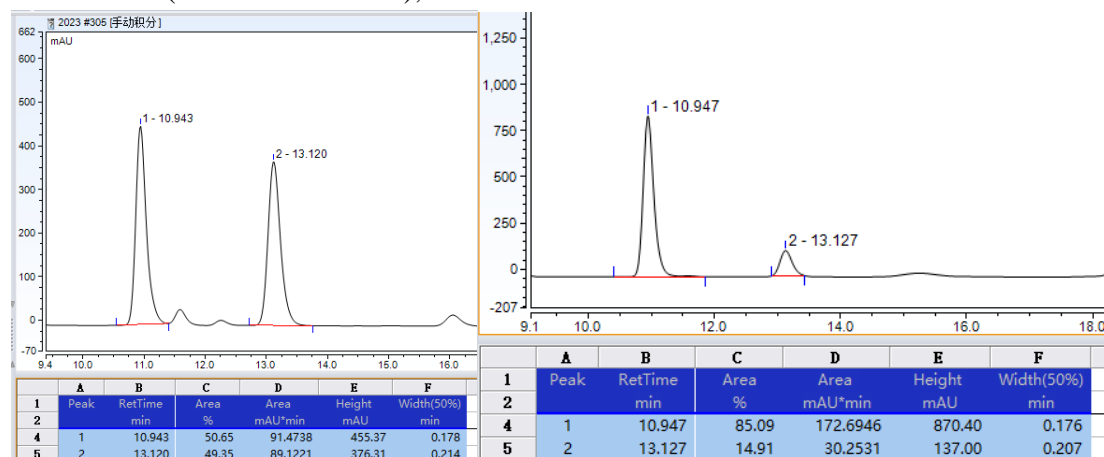 2023 #305 [手动积分]
662
mAU
600
500
400
300
200
100
0
-70
1 - 10.943
2 - 13.120
9.4 10.0 11.0 12.0 13.0 14.0 15.0 16.0
A B C D E F
1 Peak RetTime Area Area Height Width(50%)
2 min % mAU*min mAU min
4 1 10.943 50.65 91.4738 455.37 0.178
5 2 13.120 49.35 89.1221 376.31 0.214
1,250
1,000
750
500
250
0
-207
1 - 10.947
2 - 13.127
9.1 10.0 12.0 14.0 16.0 18.0
A B C D E F
1 Peak RetTime Area Area Height Width(50%)
2 min % mAU*min mAU min
4 1 10.947 85.09 172.6946 870.40 0.176
5 2 13.127 14.91 30.2531 137.00 0.207